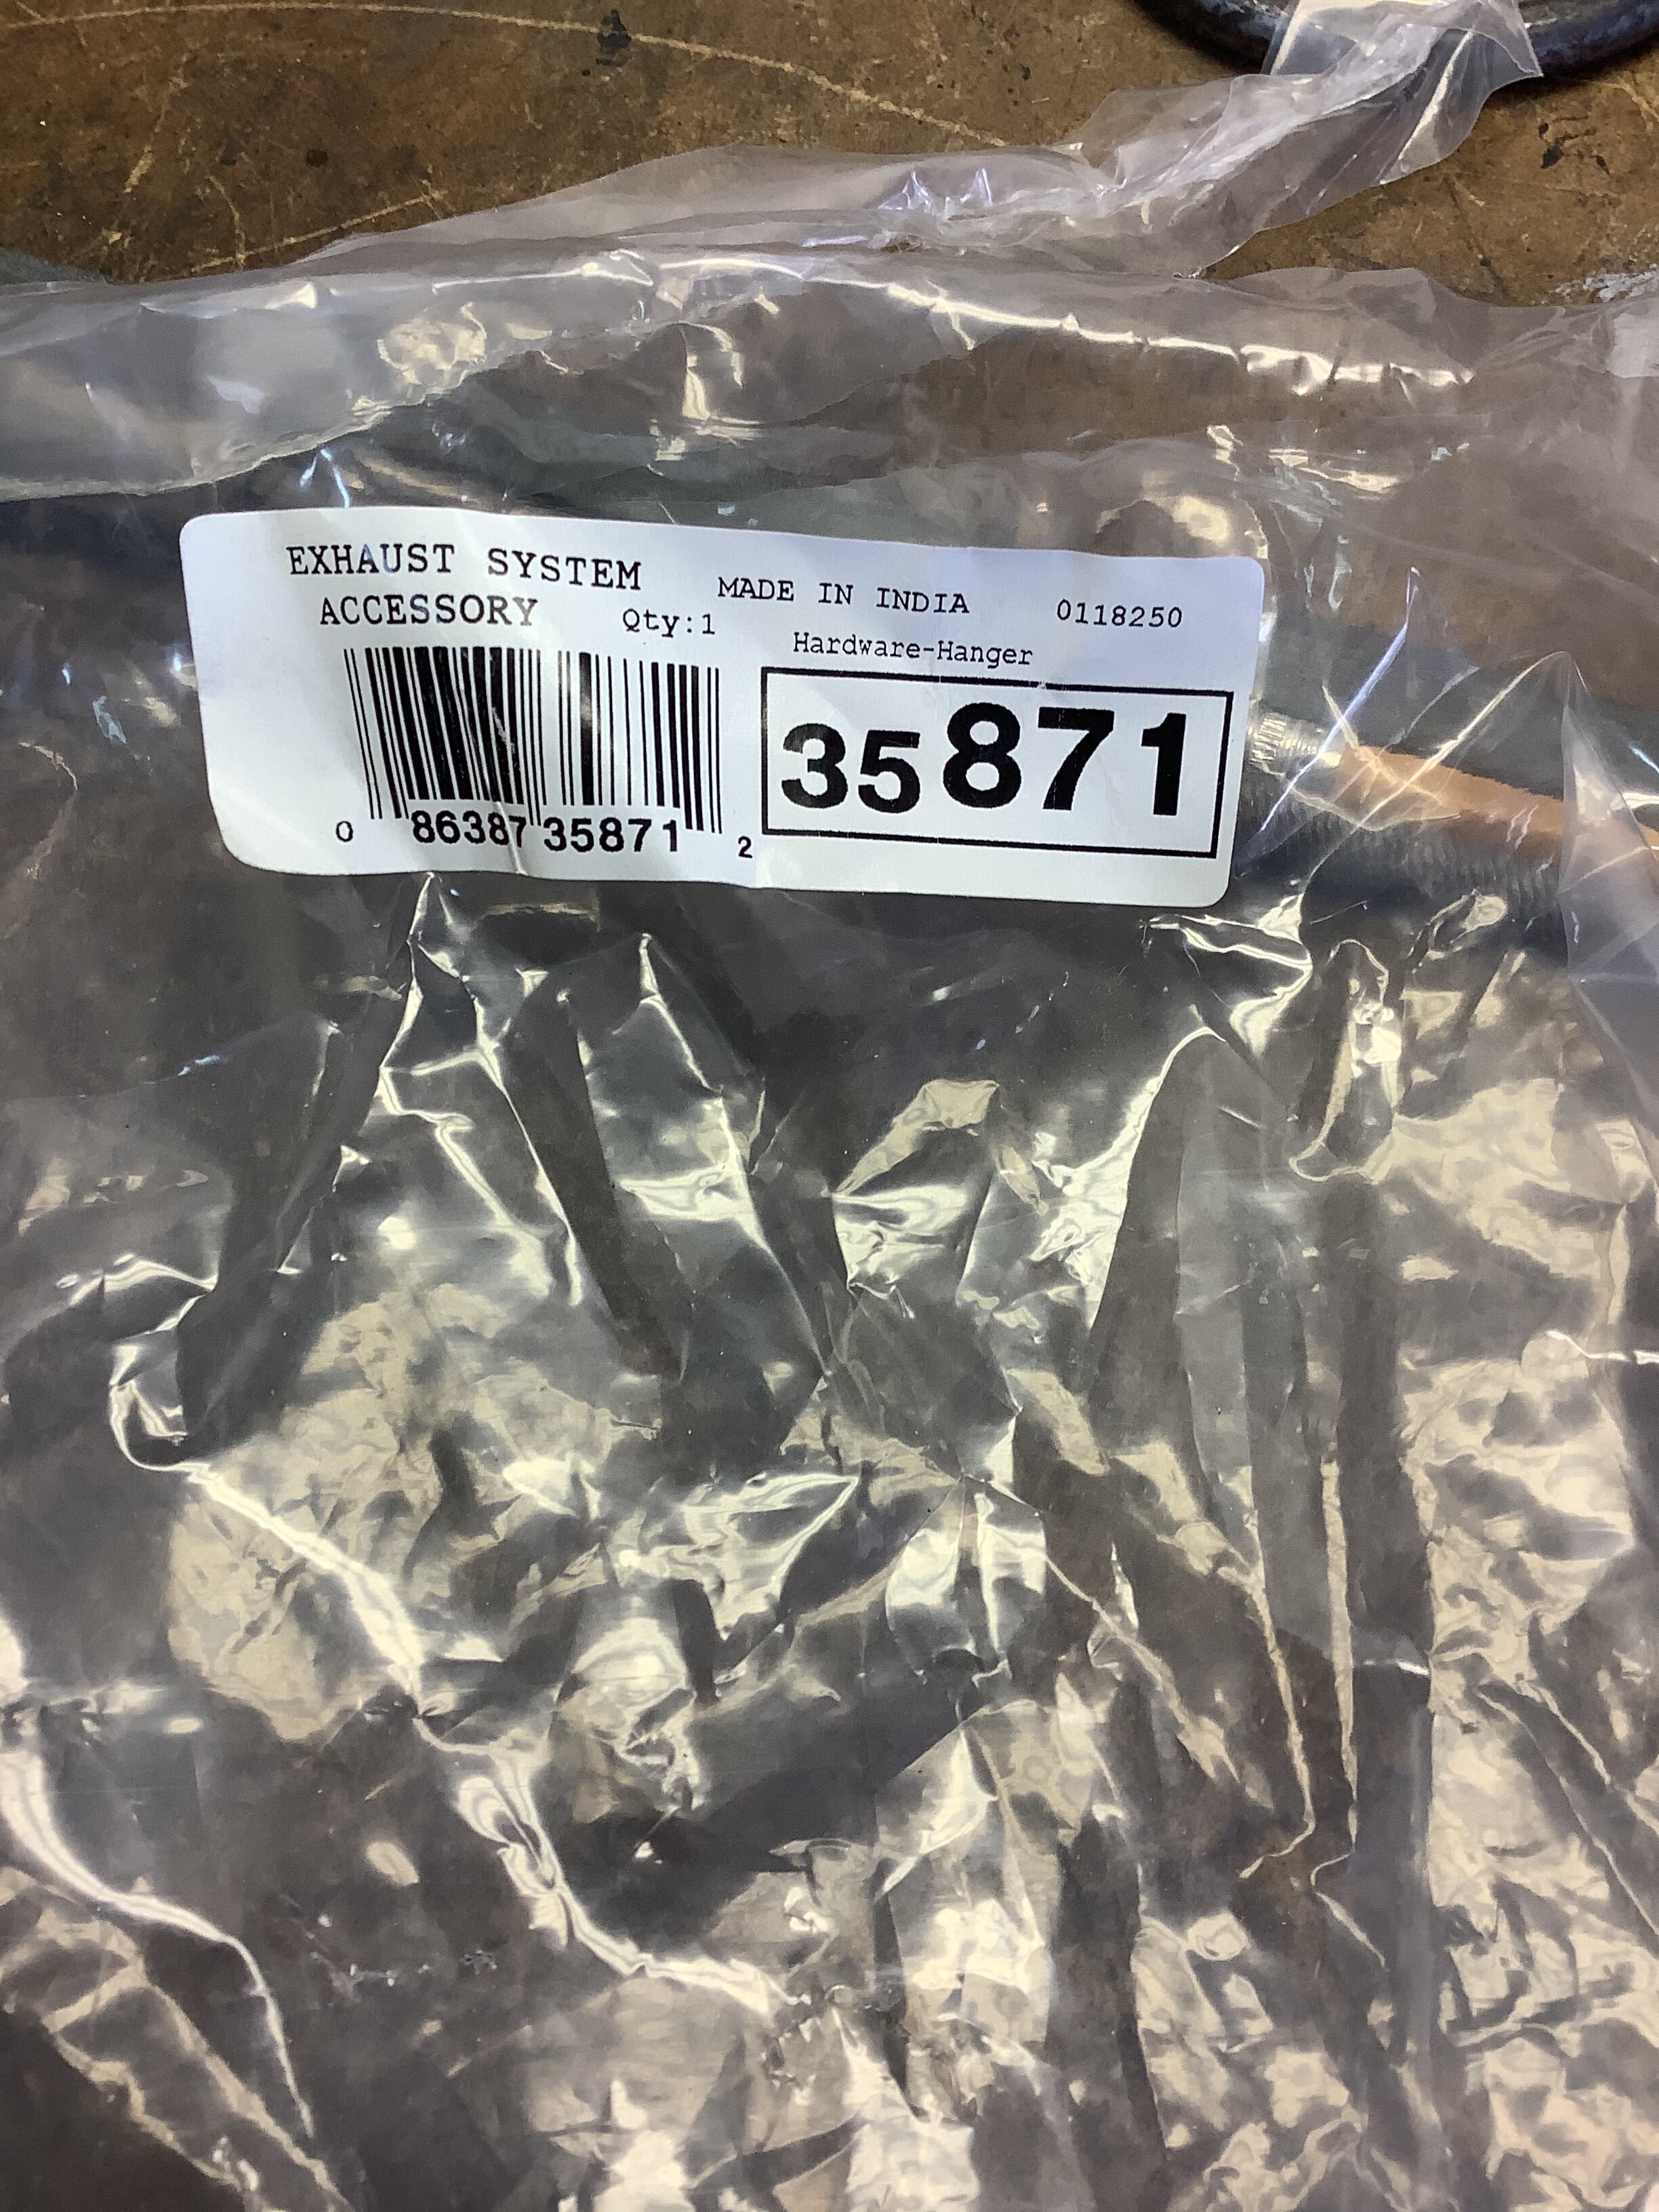 EXHAUST SYSTEM
ACCESSORY
Qty:1
MADE IN INDIA
0118250
Hardware-Hanger
35871
0 86387 35871 2